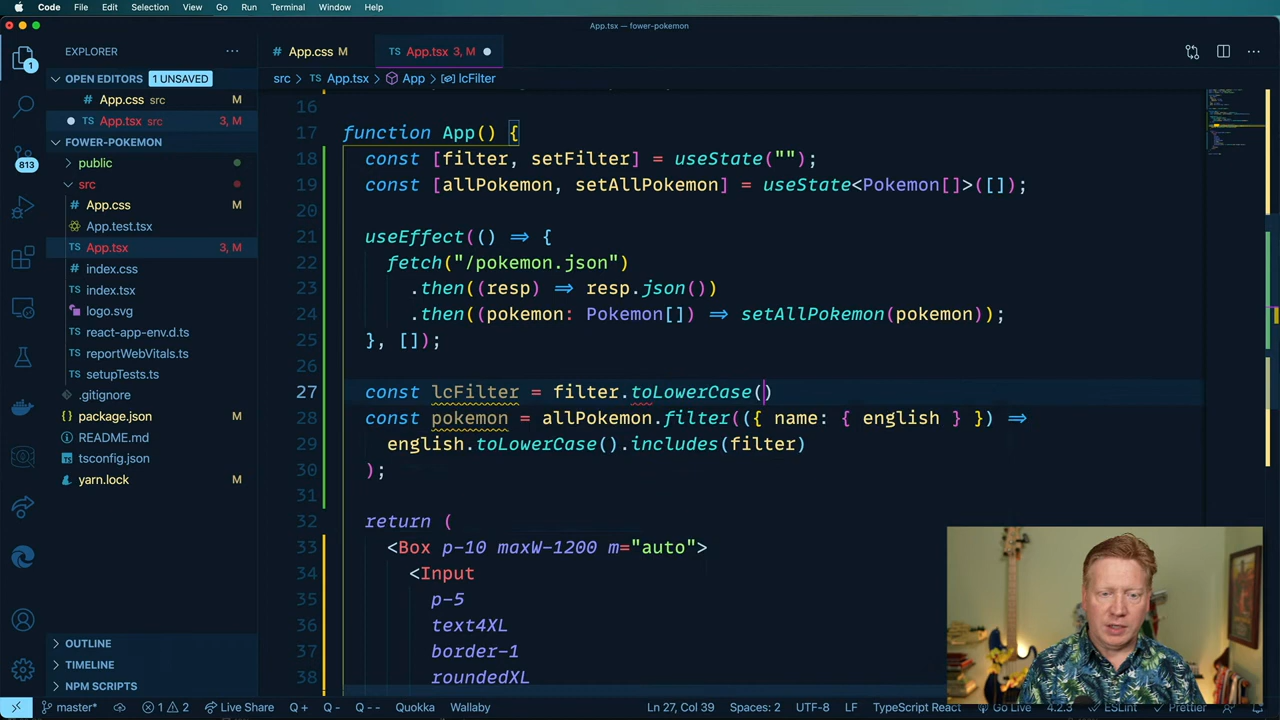 Code File Edit Selection View Go Run Terminal Window Help
App.tsx — fower-pokemon
EXPLORER ···
OPEN EDITORS 1 UNSAVED
App.css src M
App.tsx src 3, M
FOWER-POKEMON
public
src
App.css M
App.test.tsx
App.tsx 3, M
index.css
index.tsx
logo.svg
react-app-env.d.ts
reportWebVitals.ts
setupTests.ts
.gitignore
package.json M
README.md
tsconfig.json
yarn.lock M
OUTLINE
TIMELINE
NPM SCRIPTS
1
813
App.css M
TS App.tsx 3, M
src > TS App.tsx > App > lcFilter
16
17 function App() {
18 const [filter, setFilter] = useState("");
19 const [allPokemon, setAllPokemon] = useState<Pokemon[]>([]);
20
21 useEffect(() => {
22 fetch("/pokemon.json")
23 .then((resp) => resp.json())
24 .then((pokemon: Pokemon[]) => setAllPokemon(pokemon));
25 }, []);
26
27 const lcFilter = filter.toLowerCase()
28 const pokemon = allPokemon.filter(({ name: { english } }) =>
29 english.toLowerCase().includes(filter)
30 );
31
32 return (
33 <Box p-10 maxW-1200 m="auto">
34 <Input
35 p-5
36 text4XL
37 border-1
38 roundedXL
master* 1 2 Live Share Q + Q - Q -- Quokka Wallaby Ln 27, Col 39 Spaces: 2 UTF-8 LF TypeScript React Go Live 4.2.3 ESLint Prettier